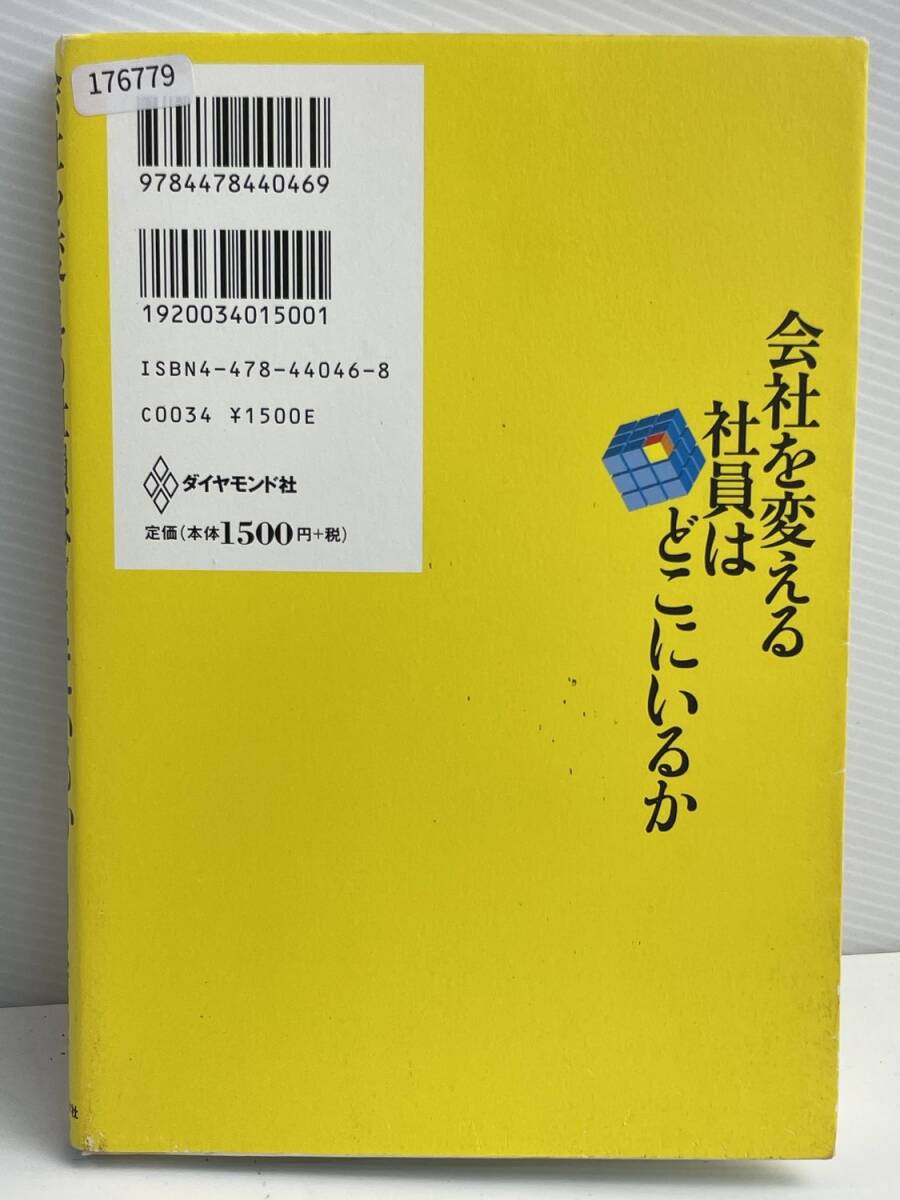 176779
9784478440469
1920034015001
ISBN4-478-44046-8
C0034 ¥1500E
ダイヤモンド社
定価(本体1500円+税)
会社を変える
社員は
どこにいるか